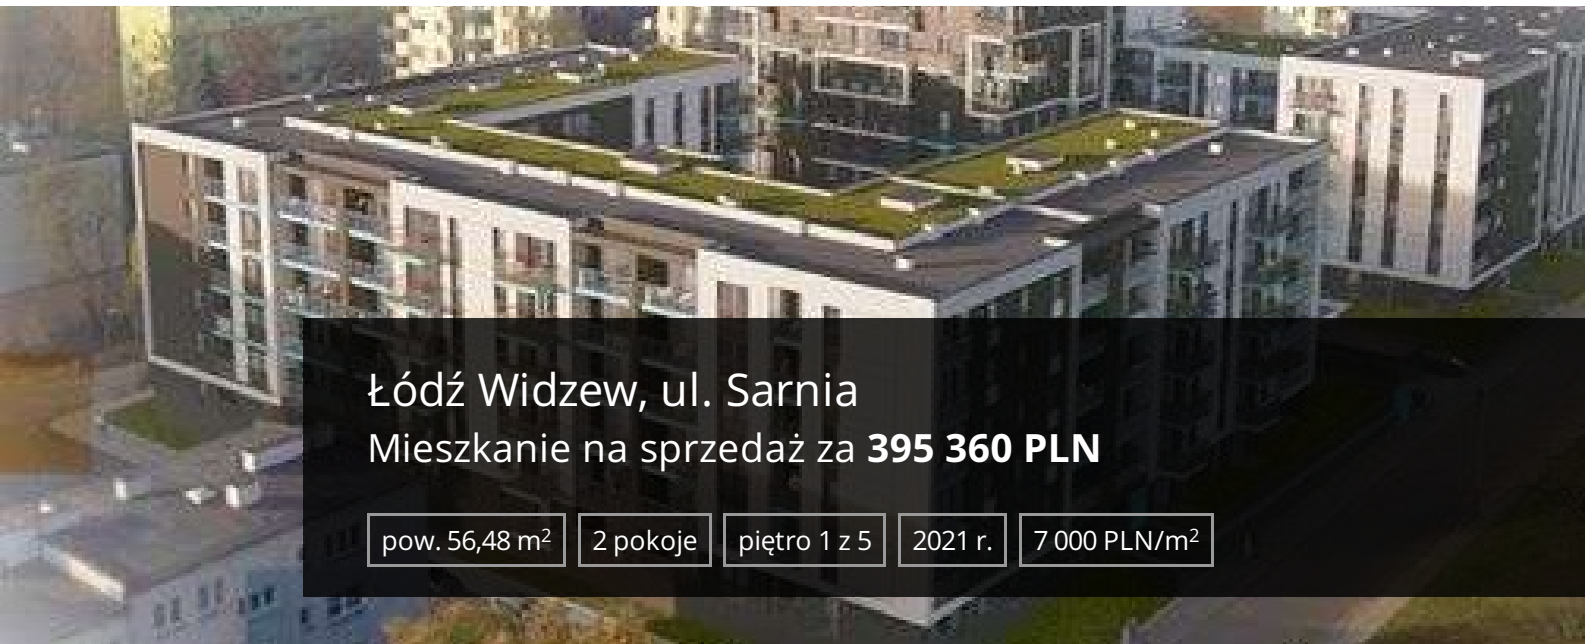 Łódź Widzew, ul. Sarnia
Mieszkanie na sprzedaż za 395 360 PLN
pow. 56,48 m² 2 pokoje piętro 1 z 5 2021 r. 7 000 PLN/m²